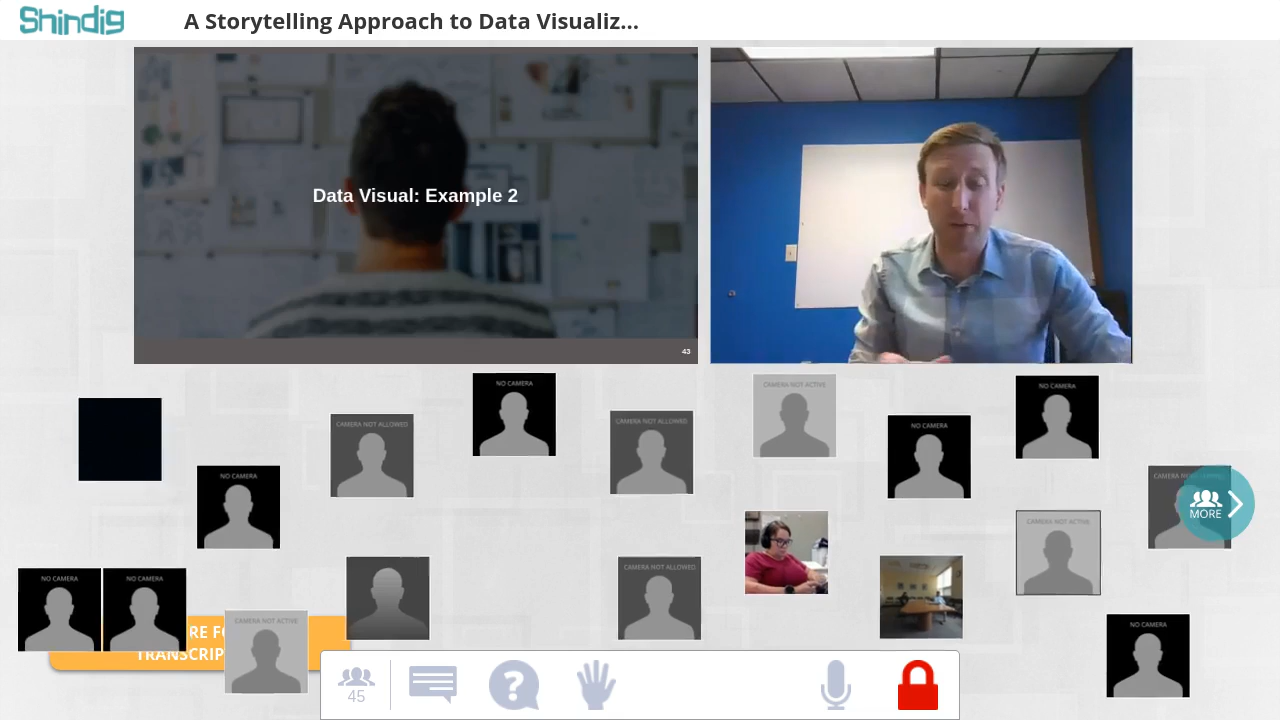 Shindig
A Storytelling Approach to Data Visualiz...
Data Visual: Example 2
43
NO CAMERA
CAMERA NOT ACTIVE
NO CAMERA
CAMERA NOT ALLOWED
CAMERA NOT ALLOWED
NO CAMERA
NO CAMERA
MORE
CAMERA NOT ACTIVE
CAMERA NOT ALLOWED
NO CAMERA
NO CAMERA
CAMERA NOT ACTIVE
NO CAMERA
TRANSCRIP
45